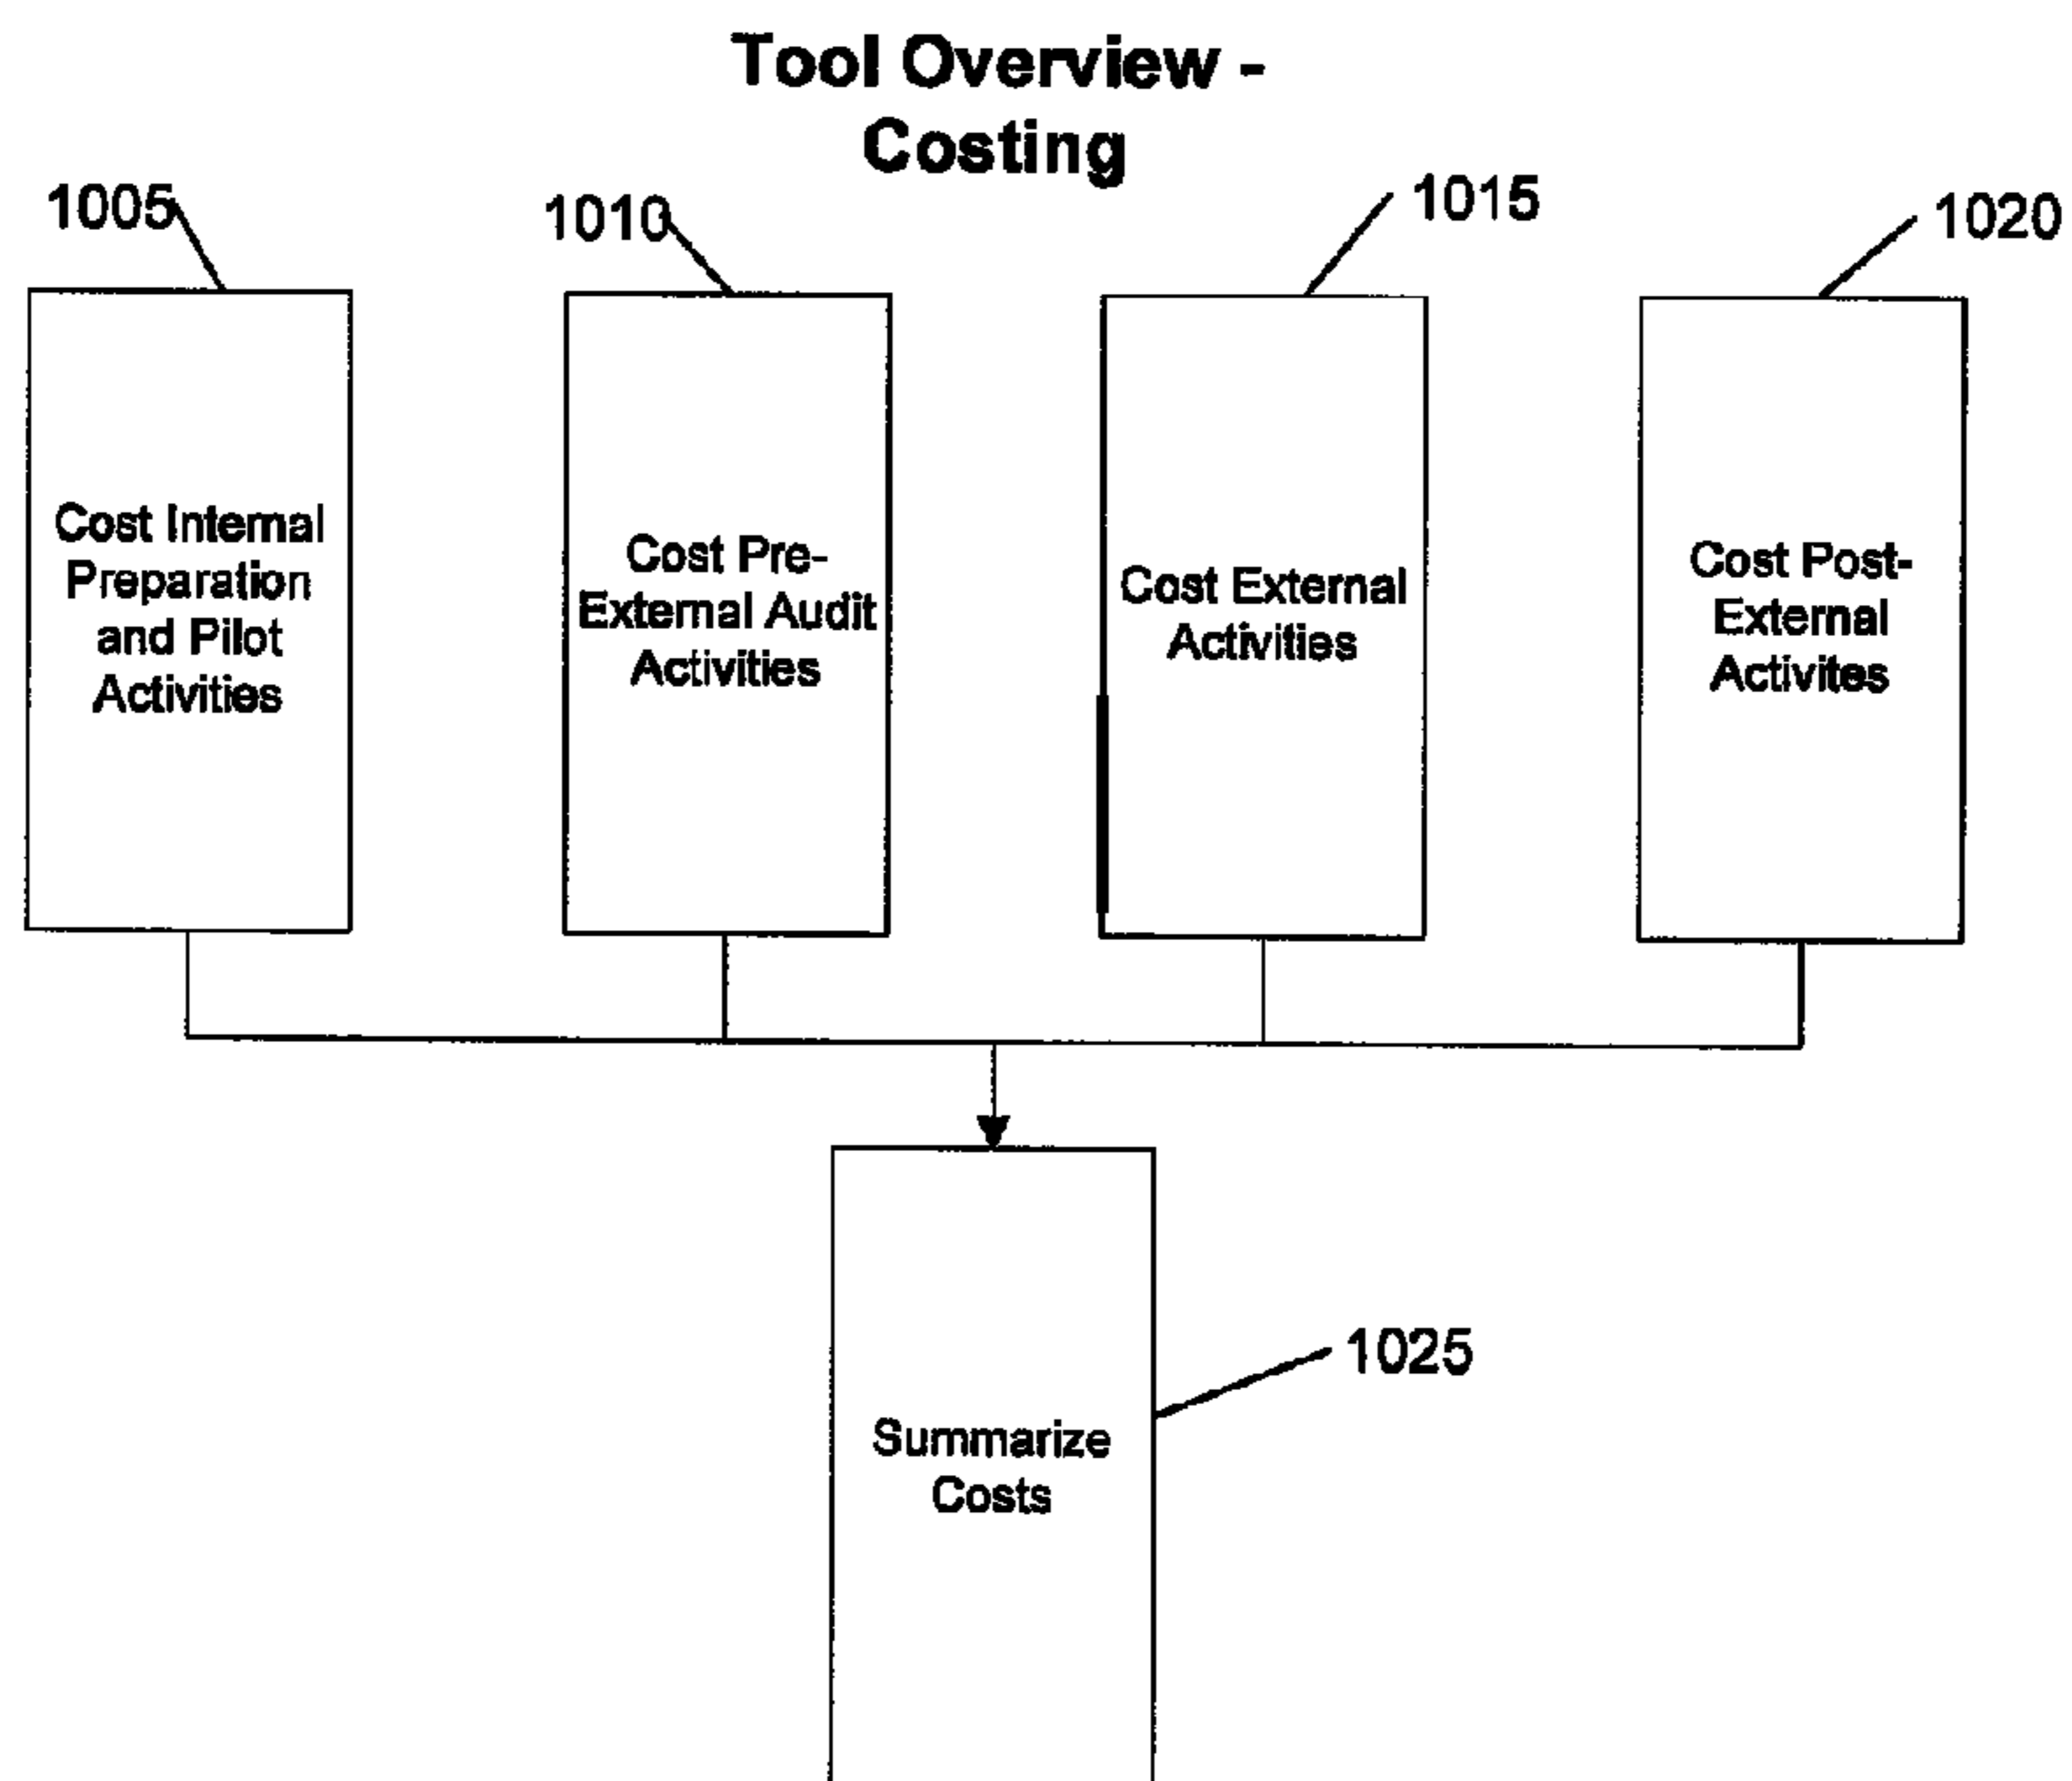 Tool Overview -
Costing
1005
1010
1015
1020
Cost Internal
Preparation
and Pilot
Activities
Cost Pre-
External Audit
Activities
Cost External
Activities
Cost Post-
External
Activites
1025
Summarize
Costs